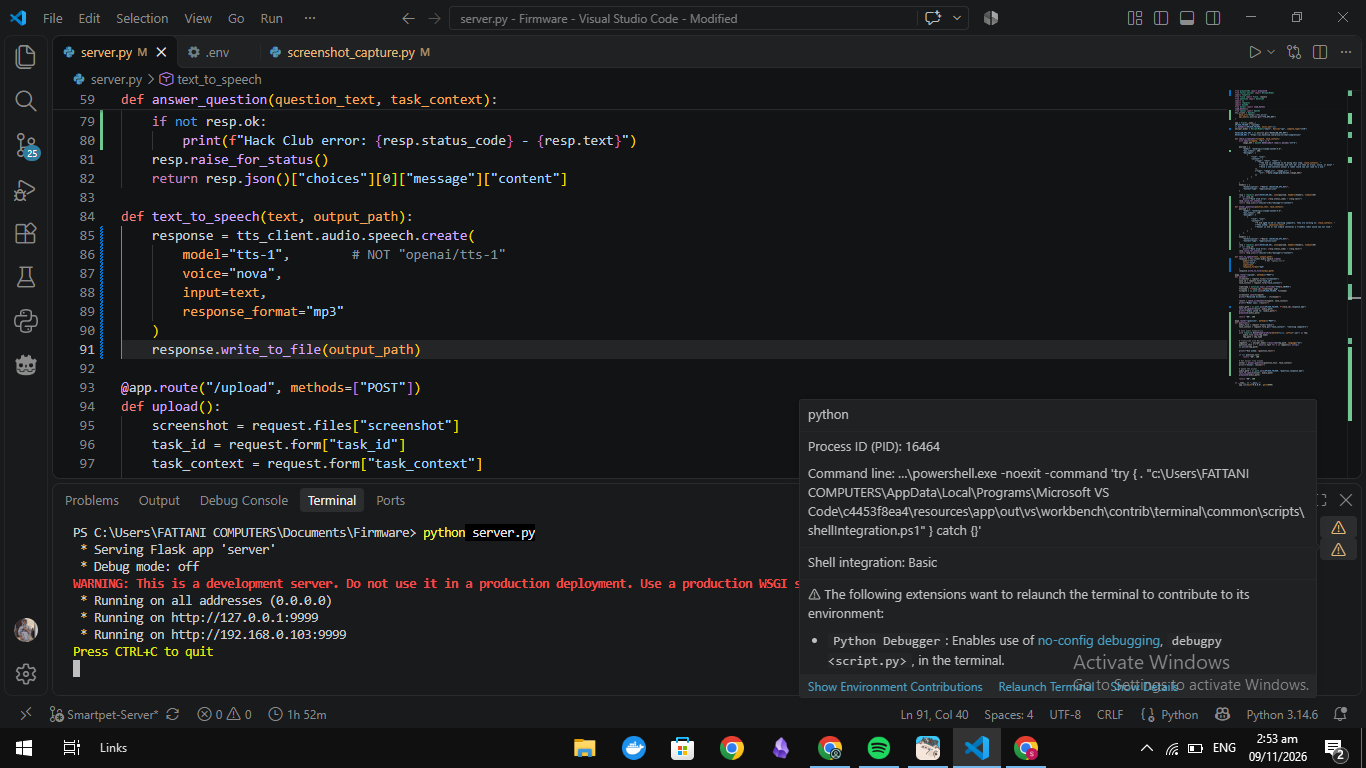 File Edit Selection View Go Run ··· server.py - Firmware - Visual Studio Code - Modified
server.py M .env screenshot_capture.py M
server.py > text_to_speech
59 def answer_question(question_text, task_context):
79 if not resp.ok:
80 print(f"Hack Club error: {resp.status_code} - {resp.text}")
81 resp.raise_for_status()
82 return resp.json()["choices"][0]["message"]["content"]
83
84 def text_to_speech(text, output_path):
85 response = tts_client.audio.speech.create(
86 model="tts-1", # NOT "openai/tts-1"
87 voice="nova",
88 input=text,
89 response_format="mp3"
90 )
91 response.write_to_file(output_path)
92
93 @app.route("/upload", methods=["POST"])
94 def upload():
95 screenshot = request.files["screenshot"]
96 task_id = request.form["task_id"]
97 task_context = request.form["task_context"]
25
Problems Output Debug Console Terminal Ports
PS C:\Users\FATTANI COMPUTERS\Documents\Firmware> python server.py
* Serving Flask app 'server'
* Debug mode: off
WARNING: This is a development server. Do not use it in a production deployment. Use a production WSGI s
* Running on all addresses (0.0.0.0)
* Running on http://127.0.0.1:9999
* Running on http://192.168.0.103:9999
Press CTRL+C to quit
python
Process ID (PID): 16464
Command line: ...\powershell.exe -noexit -command 'try { . "c:\Users\FATTANI
COMPUTERS\AppData\Local\Programs\Microsoft VS
Code\c4453f8ea4\resources\app\out\vs\workbench\contrib\terminal\common\scripts\
shellIntegration.ps1" } catch {}'
Shell integration: Basic
⚠ The following extensions want to relaunch the terminal to contribute to its
environment:
• Python Debugger : Enables use of no-config debugging, debugpy
<script.py> , in the terminal.
Show Environment Contributions Relaunch Terminal Show Details
Activate Windows
Go to Settings to activate Windows.
Smartpet-Server* 0 0 1h 52m Ln 91, Col 40 Spaces: 4 UTF-8 CRLF { } Python Python 3.14.6
Links ENG 2:53 am
09/11/2026
2